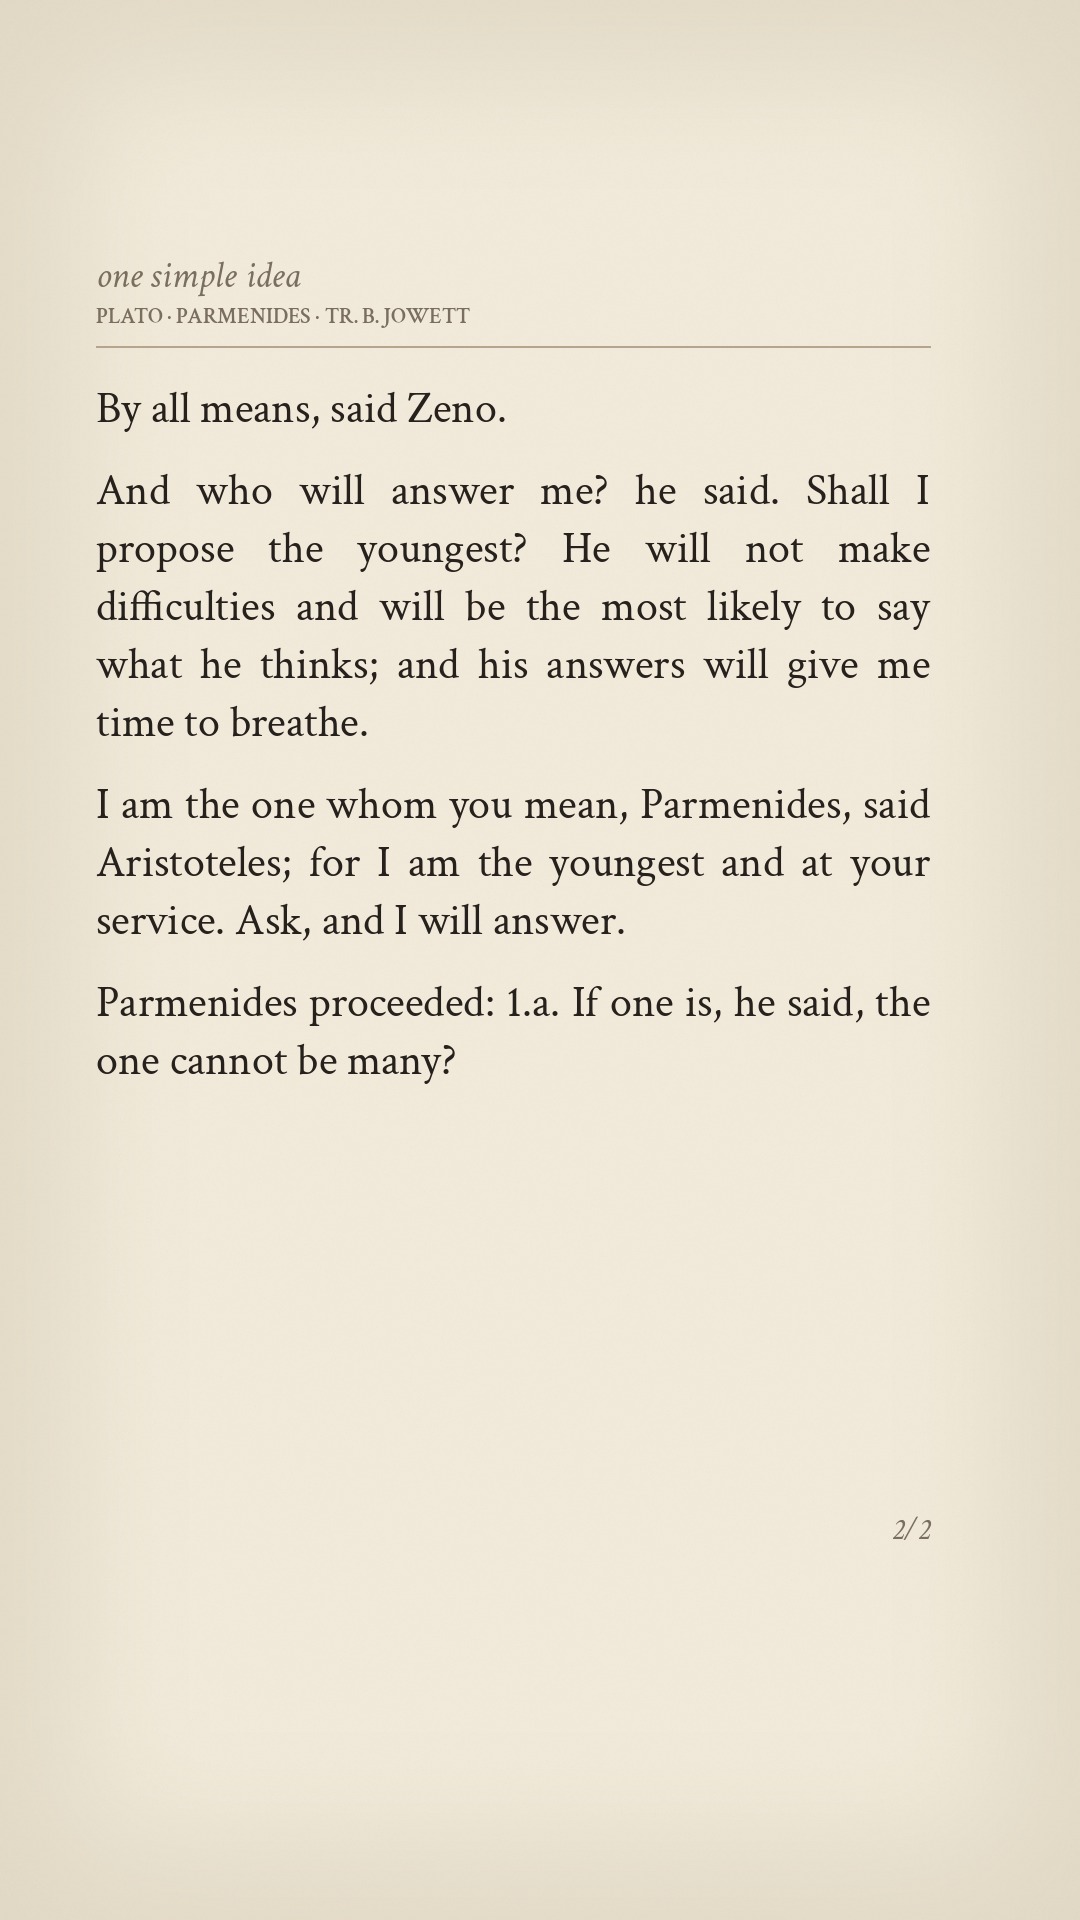 one simple idea
PLATO · PARMENIDES · TR. B. JOWETT
By all means, said Zeno.
And who will answer me? he said. Shall I
propose the youngest? He will not make
difficulties and will be the most likely to say
what he thinks; and his answers will give me
time to breathe.
I am the one whom you mean, Parmenides, said
Aristoteles; for I am the youngest and at your
service. Ask, and I will answer.
Parmenides proceeded: 1.a. If one is, he said, the
one cannot be many?
2/2